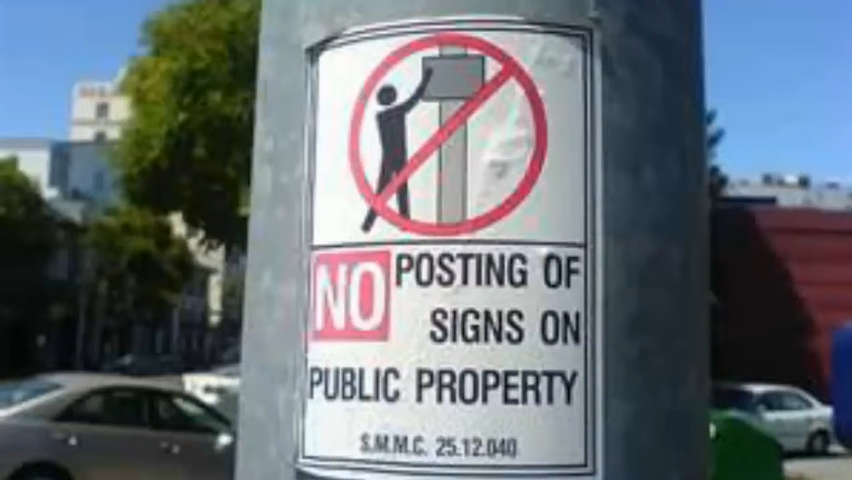 NO POSTING OF
SIGNS ON
PUBLIC PROPERTY
S.M.M.C. 25.12.040